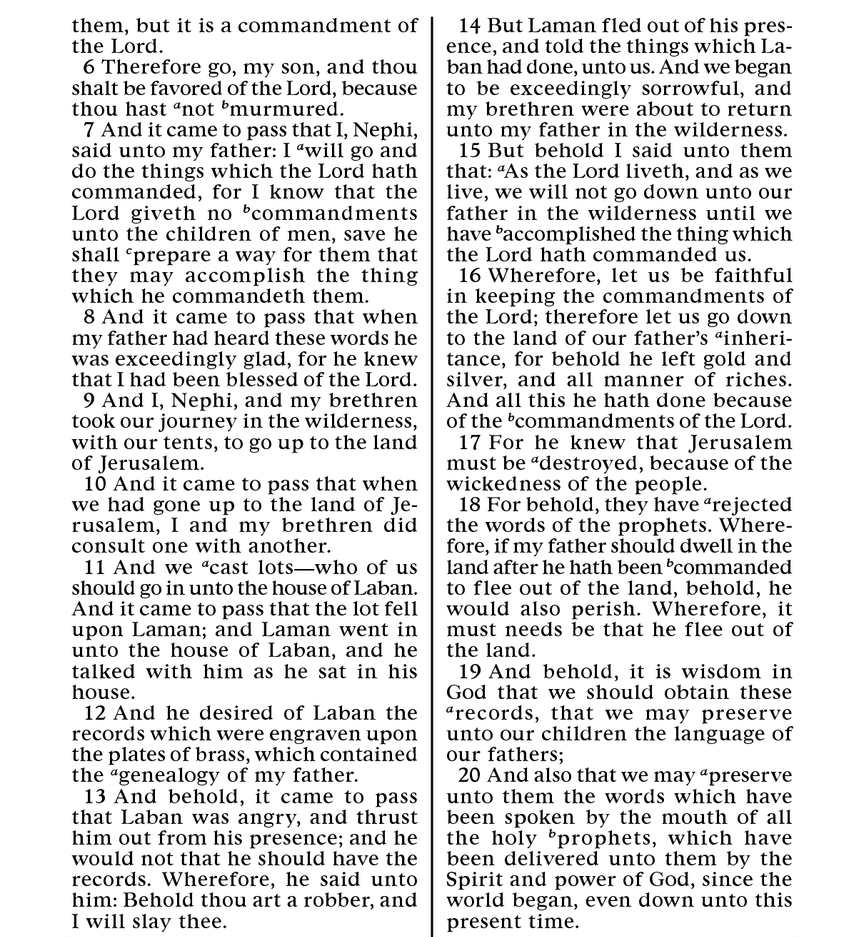 them, but it is a commandment of
the Lord.
6 Therefore go, my son, and thou
shalt be favored of the Lord, because
thou hast ᵃnot ᵇmurmured.
7 And it came to pass that I, Nephi,
said unto my father: I ᵃwill go and
do the things which the Lord hath
commanded, for I know that the
Lord giveth no ᵇcommandments
unto the children of men, save he
shall ᶜprepare a way for them that
they may accomplish the thing
which he commandeth them.
8 And it came to pass that when
my father had heard these words he
was exceedingly glad, for he knew
that I had been blessed of the Lord.
9 And I, Nephi, and my brethren
took our journey in the wilderness,
with our tents, to go up to the land
of Jerusalem.
10 And it came to pass that when
we had gone up to the land of Je-
rusalem, I and my brethren did
consult one with another.
11 And we ᵃcast lots—who of us
should go in unto the house of Laban.
And it came to pass that the lot fell
upon Laman; and Laman went in
unto the house of Laban, and he
talked with him as he sat in his
house.
12 And he desired of Laban the
records which were engraven upon
the plates of brass, which contained
the ᵃgenealogy of my father.
13 And behold, it came to pass
that Laban was angry, and thrust
him out from his presence; and he
would not that he should have the
records. Wherefore, he said unto
him: Behold thou art a robber, and
I will slay thee.
14 But Laman fled out of his pres-
ence, and told the things which La-
ban had done, unto us. And we began
to be exceedingly sorrowful, and
my brethren were about to return
unto my father in the wilderness.
15 But behold I said unto them
that: ᵃAs the Lord liveth, and as we
live, we will not go down unto our
father in the wilderness until we
have ᵇaccomplished the thing which
the Lord hath commanded us.
16 Wherefore, let us be faithful
in keeping the commandments of
the Lord; therefore let us go down
to the land of our father’s ᵃinheri-
tance, for behold he left gold and
silver, and all manner of riches.
And all this he hath done because
of the ᵇcommandments of the Lord.
17 For he knew that Jerusalem
must be ᵃdestroyed, because of the
wickedness of the people.
18 For behold, they have ᵃrejected
the words of the prophets. Where-
fore, if my father should dwell in the
land after he hath been ᵇcommanded
to flee out of the land, behold, he
would also perish. Wherefore, it
must needs be that he flee out of
the land.
19 And behold, it is wisdom in
God that we should obtain these
ᵃrecords, that we may preserve
unto our children the language of
our fathers;
20 And also that we may ᵃpreserve
unto them the words which have
been spoken by the mouth of all
the holy ᵇprophets, which have
been delivered unto them by the
Spirit and power of God, since the
world began, even down unto this
present time.